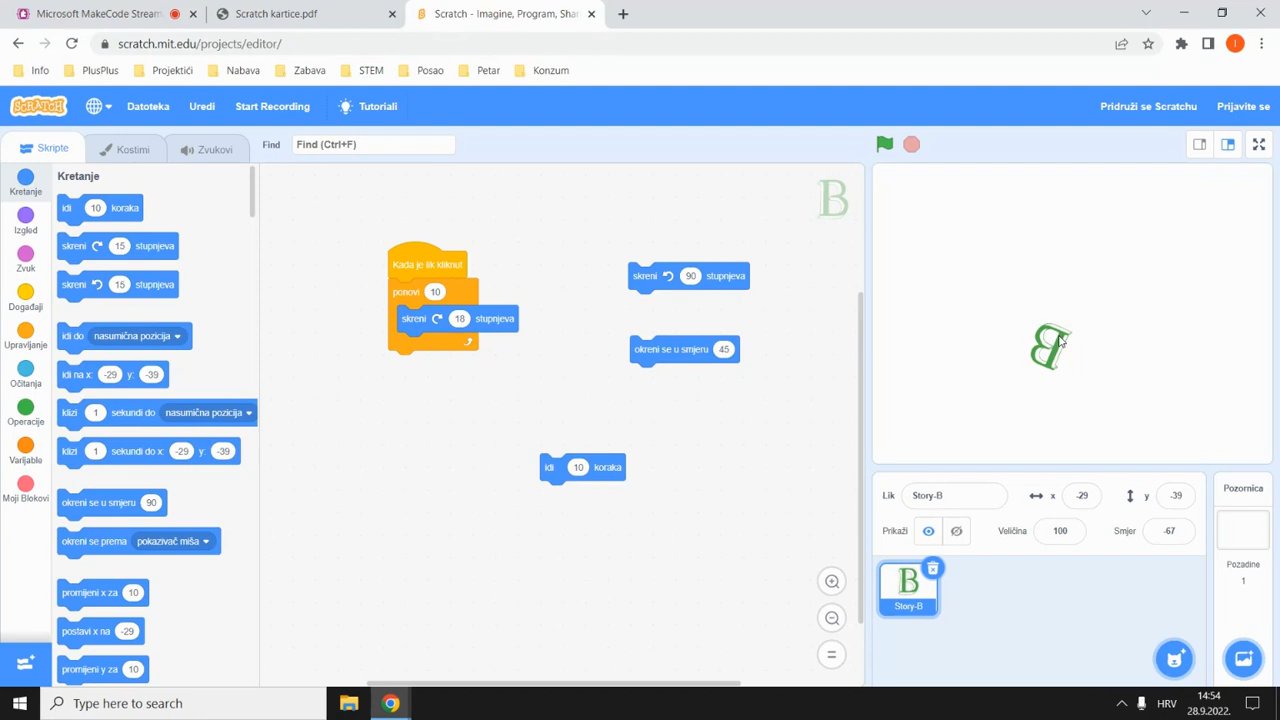 Microsoft MakeCode Stream
Scratch kartice.pdf
Scratch - Imagine, Program, Shar
scratch.mit.edu/projects/editor/
Info
PlusPlus
Projektići
Nabava
Zabava
STEM
Posao
Petar
Konzum
I
SCRATCH
Datoteka
Uredi
Start Recording
Tutoriali
Pridruži se Scratchu
Prijavite se
Skripte
Kostimi
Zvukovi
Find
Find (Ctrl+F)
Kretanje
Izgled
Zvuk
Događaji
Upravljanje
Očitanja
Operacije
Varijable
Moji Blokovi
Kretanje
idi 10 koraka
skreni 15 stupnjeva
skreni 15 stupnjeva
idi do nasumična pozicija
idi na x: -29 y: -39
klizi 1 sekundi do nasumična pozicija
klizi 1 sekundi do x: -29 y: -39
okreni se u smjeru 90
okreni se prema pokazivač miša
promijeni x za 10
postavi x na -29
promijeni y za 10
Kada je lik kliknut
ponovi 10
skreni 18 stupnjeva
skreni 90 stupnjeva
okreni se u smjeru 45
idi 10 koraka
B
B
Lik Story-B x -29 y -39
Prikaži Veličina 100 Smjer -67
B
Story-B
Pozornica
Pozadine
1
Type here to search
HRV
14:54
28.9.2022.